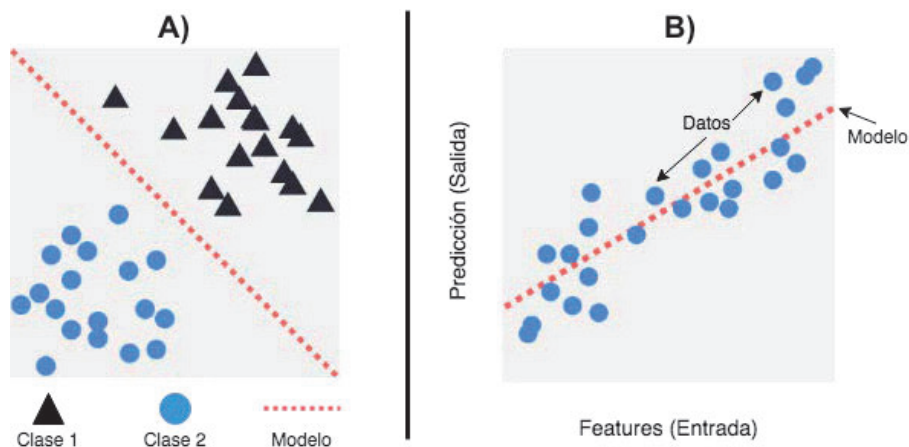 A)
Clase 1
Clase 2
Modelo
B)
Datos
Modelo
Predicción (Salida)
Features (Entrada)